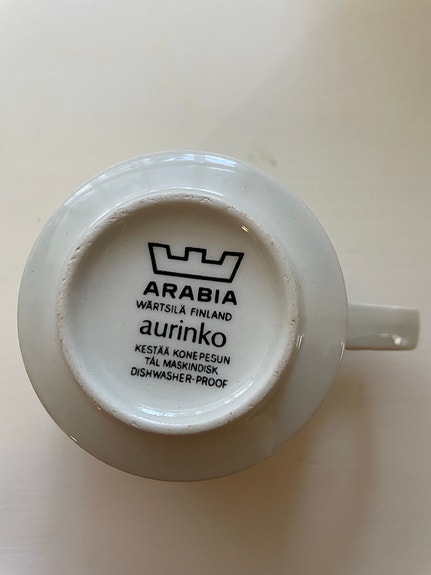 ARABIA
WÄRTSILÄ FINLAND
aurinko
KESTÄÄ KONEPESUN
TÅL MASKINDISK
DISHWASHER-PROOF